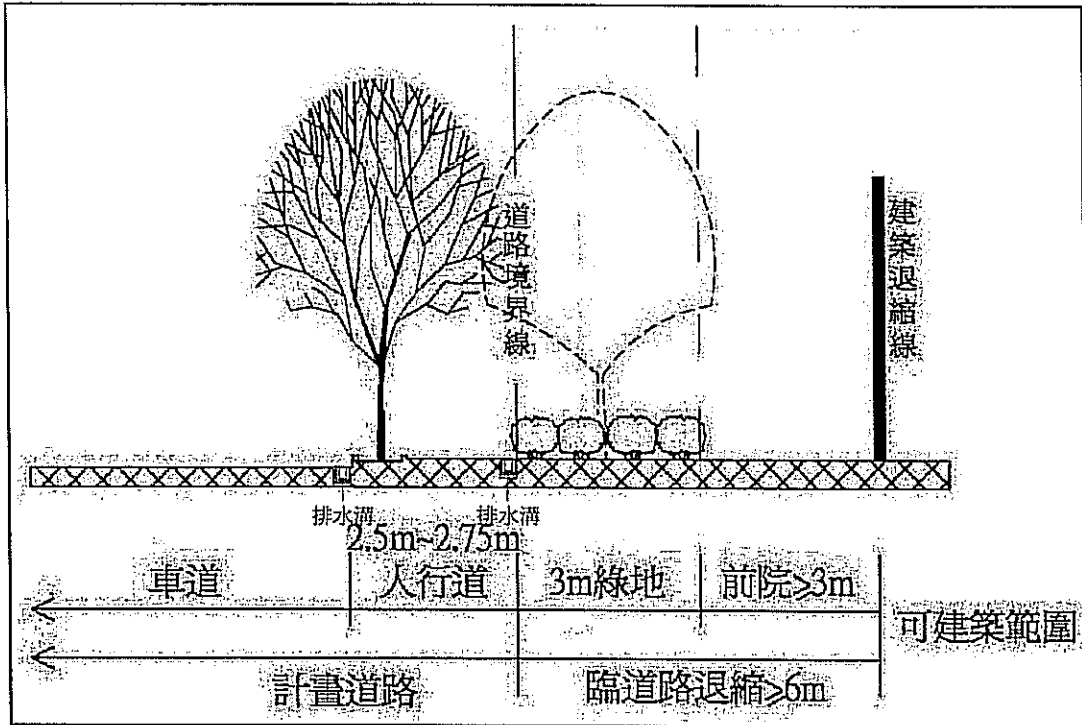 道路境界線
建築退縮線
排水溝
排水溝
2.5m~2.75m
車道
人行道
3m綠地
前院≥3m
可建築範圍
計畫道路
臨道路退縮>6m